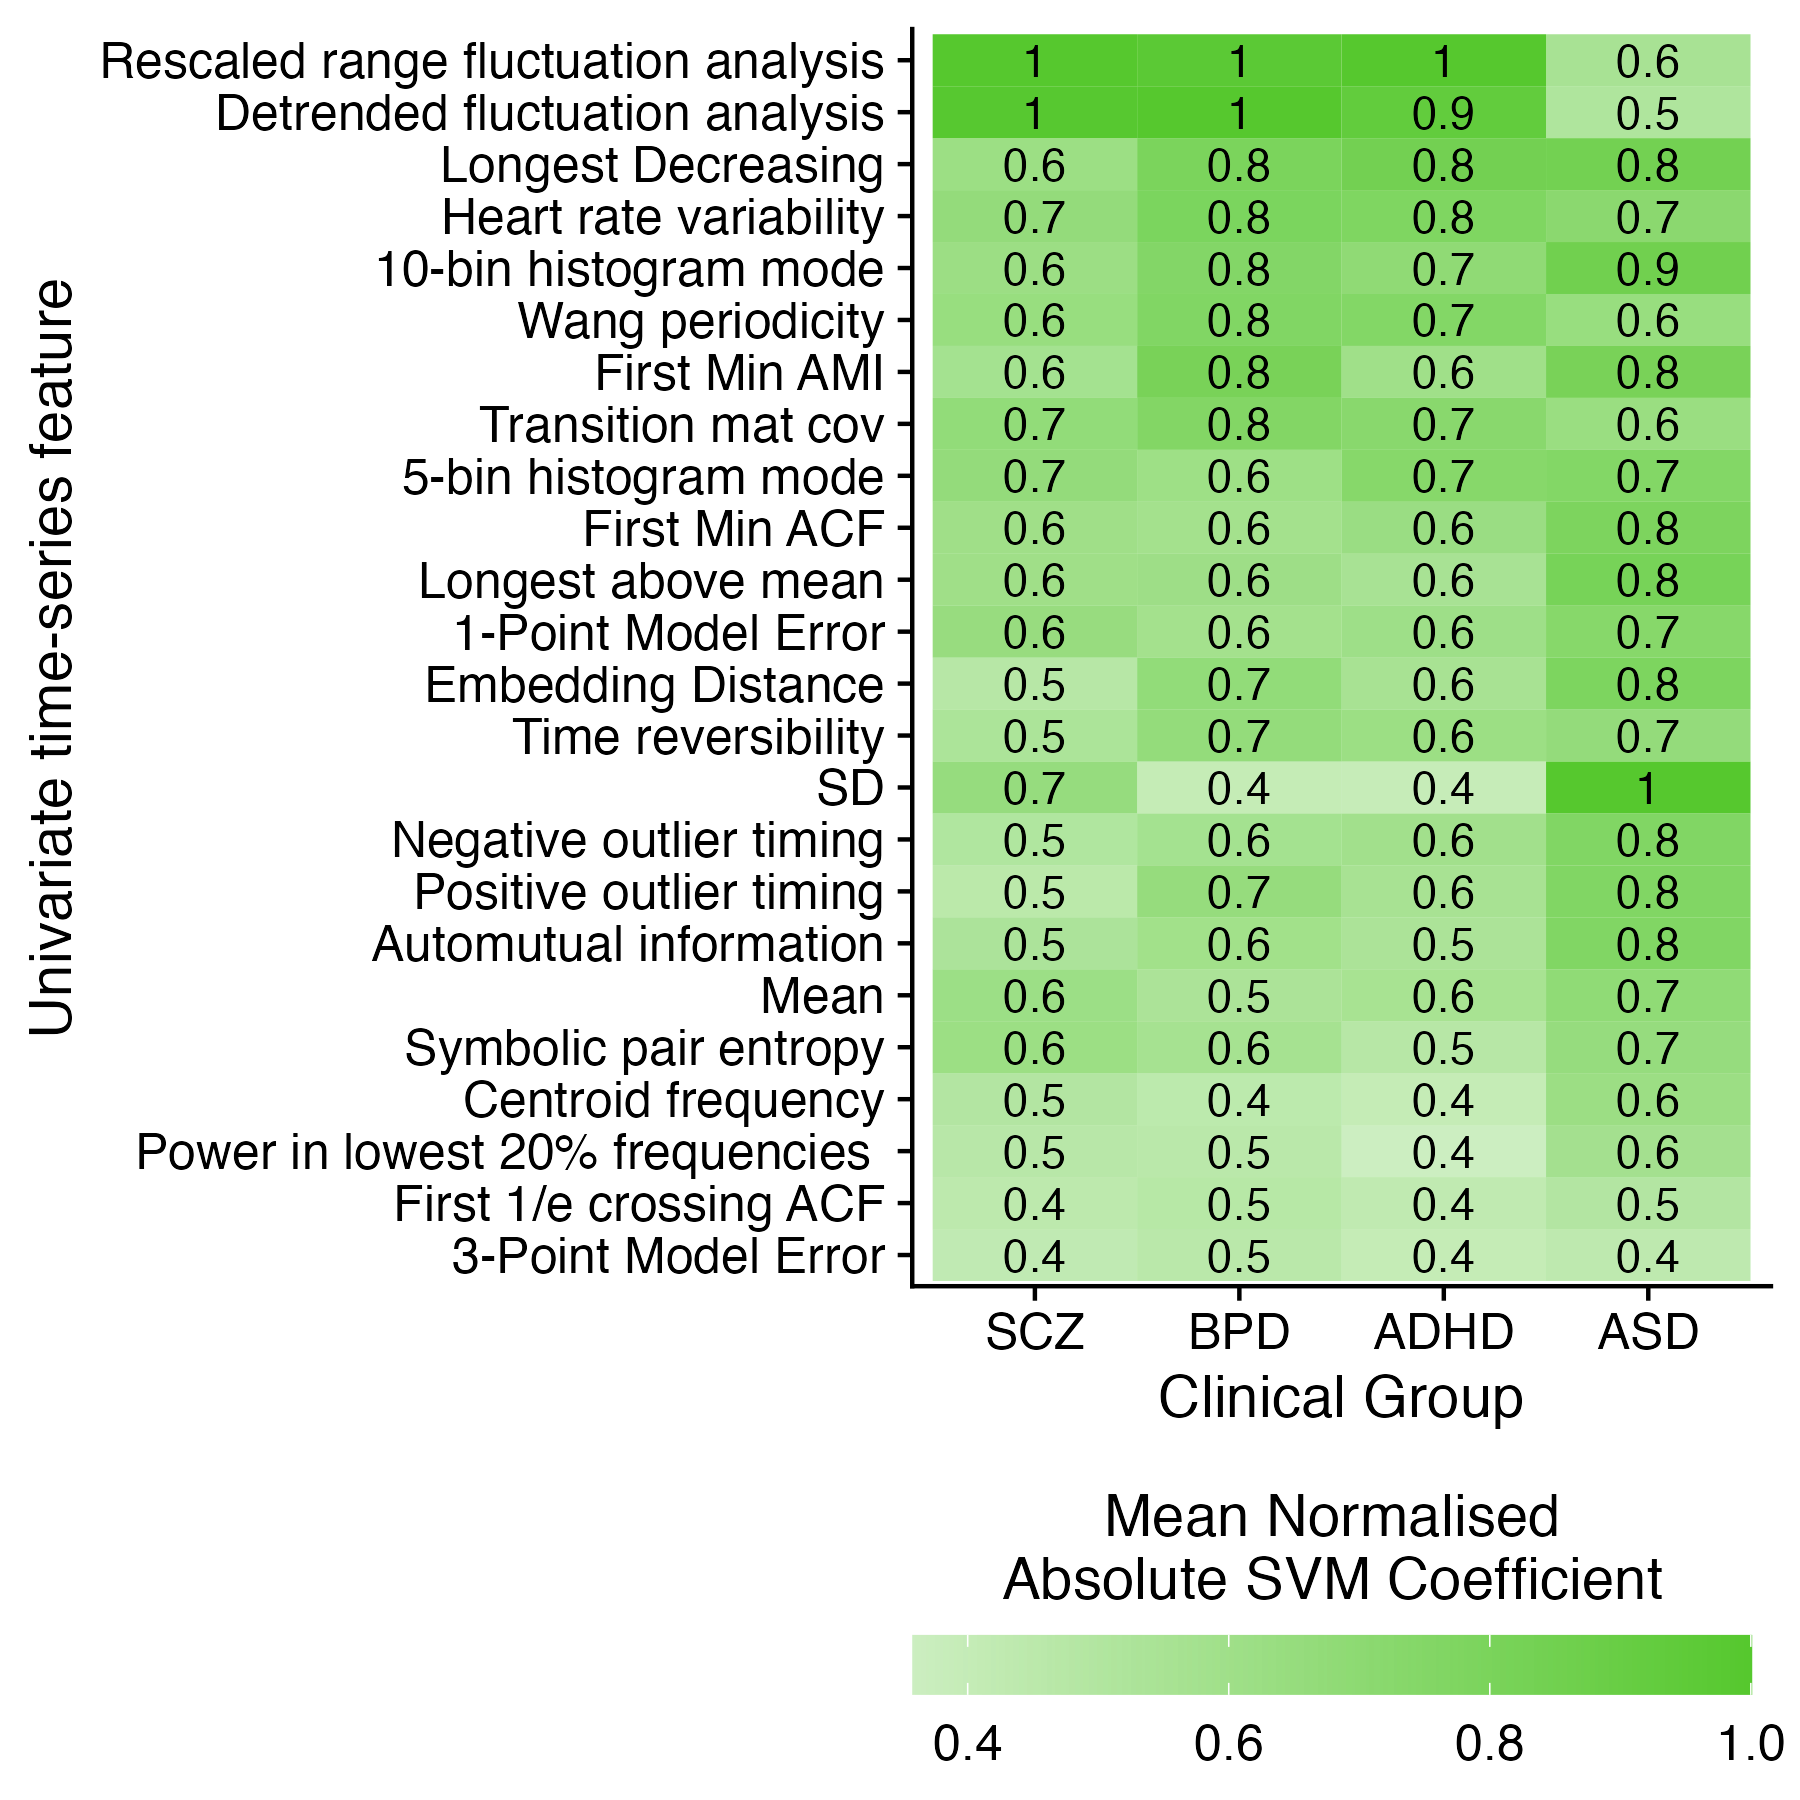 Univariate time-series feature
Rescaled range fluctuation analysis 1 1 1 0.6
Detrended fluctuation analysis 1 1 0.9 0.5
Longest Decreasing 0.6 0.8 0.8 0.8
Heart rate variability 0.7 0.8 0.8 0.7
10-bin histogram mode 0.6 0.8 0.7 0.9
Wang periodicity 0.6 0.8 0.7 0.6
First Min AMI 0.6 0.8 0.6 0.8
Transition mat cov 0.7 0.8 0.7 0.6
5-bin histogram mode 0.7 0.6 0.7 0.7
First Min ACF 0.6 0.6 0.6 0.8
Longest above mean 0.6 0.6 0.6 0.8
1-Point Model Error 0.6 0.6 0.6 0.7
Embedding Distance 0.5 0.7 0.6 0.8
Time reversibility 0.5 0.7 0.6 0.7
SD 0.7 0.4 0.4 1
Negative outlier timing 0.5 0.6 0.6 0.8
Positive outlier timing 0.5 0.7 0.6 0.8
Automutual information 0.5 0.6 0.5 0.8
Mean 0.6 0.5 0.6 0.7
Symbolic pair entropy 0.6 0.6 0.5 0.7
Centroid frequency 0.5 0.4 0.4 0.6
Power in lowest 20% frequencies 0.5 0.5 0.4 0.6
First 1/e crossing ACF 0.4 0.5 0.4 0.5
3-Point Model Error 0.4 0.5 0.4 0.4
SCZ BPD ADHD ASD
Clinical Group
Mean Normalised
Absolute SVM Coefficient
0.4 0.6 0.8 1.0